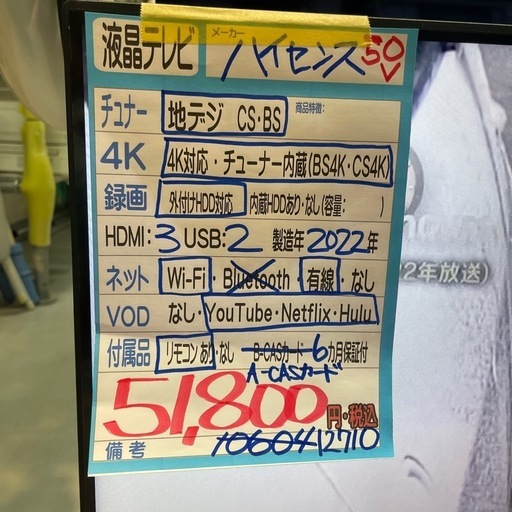 液晶テレビ メーカー ハイセンス 50V
チュナー 地デジ CS・BS 商品特徴:
4K 4K対応・チューナー内蔵(BS4K・CS4K)
録画 外付けHDD対応 内蔵HDDあり・なし(容量: )
HDMI:3 USB:2 製造年2022年
ネット Wi-Fi・Bluetooth・有線・なし
VOD なし・YouTube・Netflix・Hulu
付属品 リモコンあり・なし B-CASカード 6カ月保証付
A-CASカード
51,800円・税込
備考 1060412710
22年放送